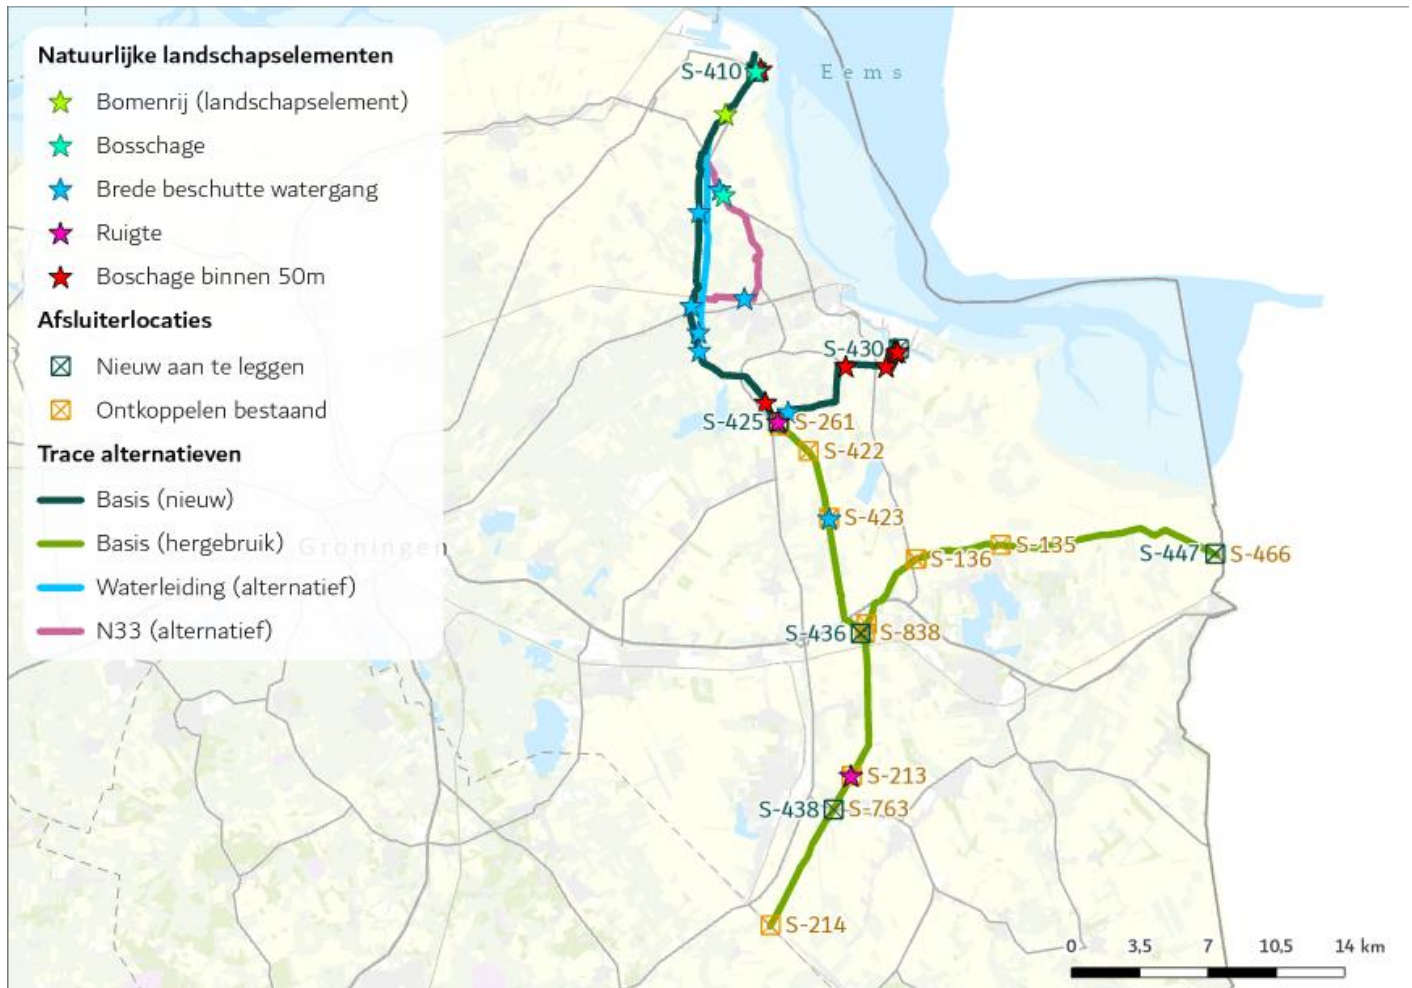 Natuurlijke landschapselementen
Bomenrij (landschapselement)
Bosschage
Brede beschutte watergang
Ruigte
Boschage binnen 50m
Afsluiterlocaties
Nieuw aan te leggen
Ontkoppelen bestaand
Trace alternatieven
Basis (nieuw)
Basis (hergebruik)
Waterleiding (alternatief)
N33 (alternatief)
Groningen
S-410
Eems
S-430
S-425
S-261
S-422
S-423
S-136
S-135
S-447
S-466
S-436
S-838
S-213
S-438
S-763
S-214
0 3,5 7 10,5 14 km